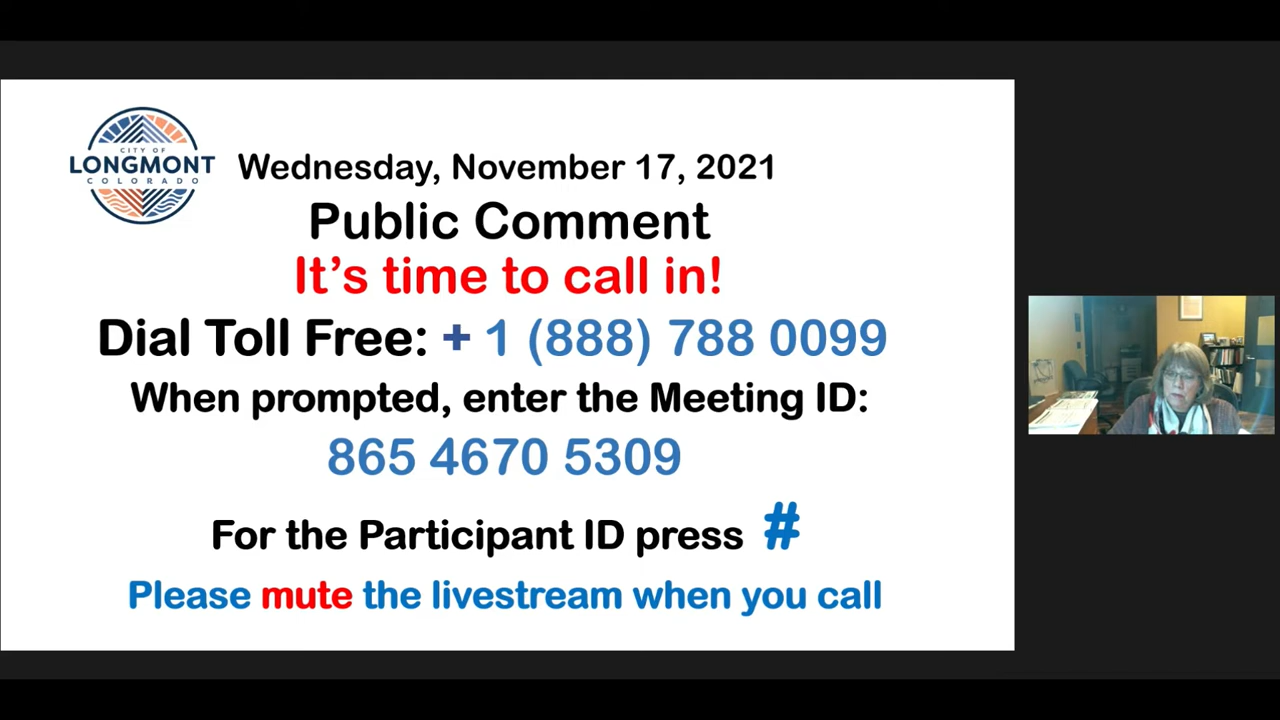 CITY OF
LONGMONT
COLORADO
Wednesday, November 17, 2021
Public Comment
It's time to call in!
Dial Toll Free: + 1 (888) 788 0099
When prompted, enter the Meeting ID:
865 4670 5309
For the Participant ID press #
Please mute the livestream when you call